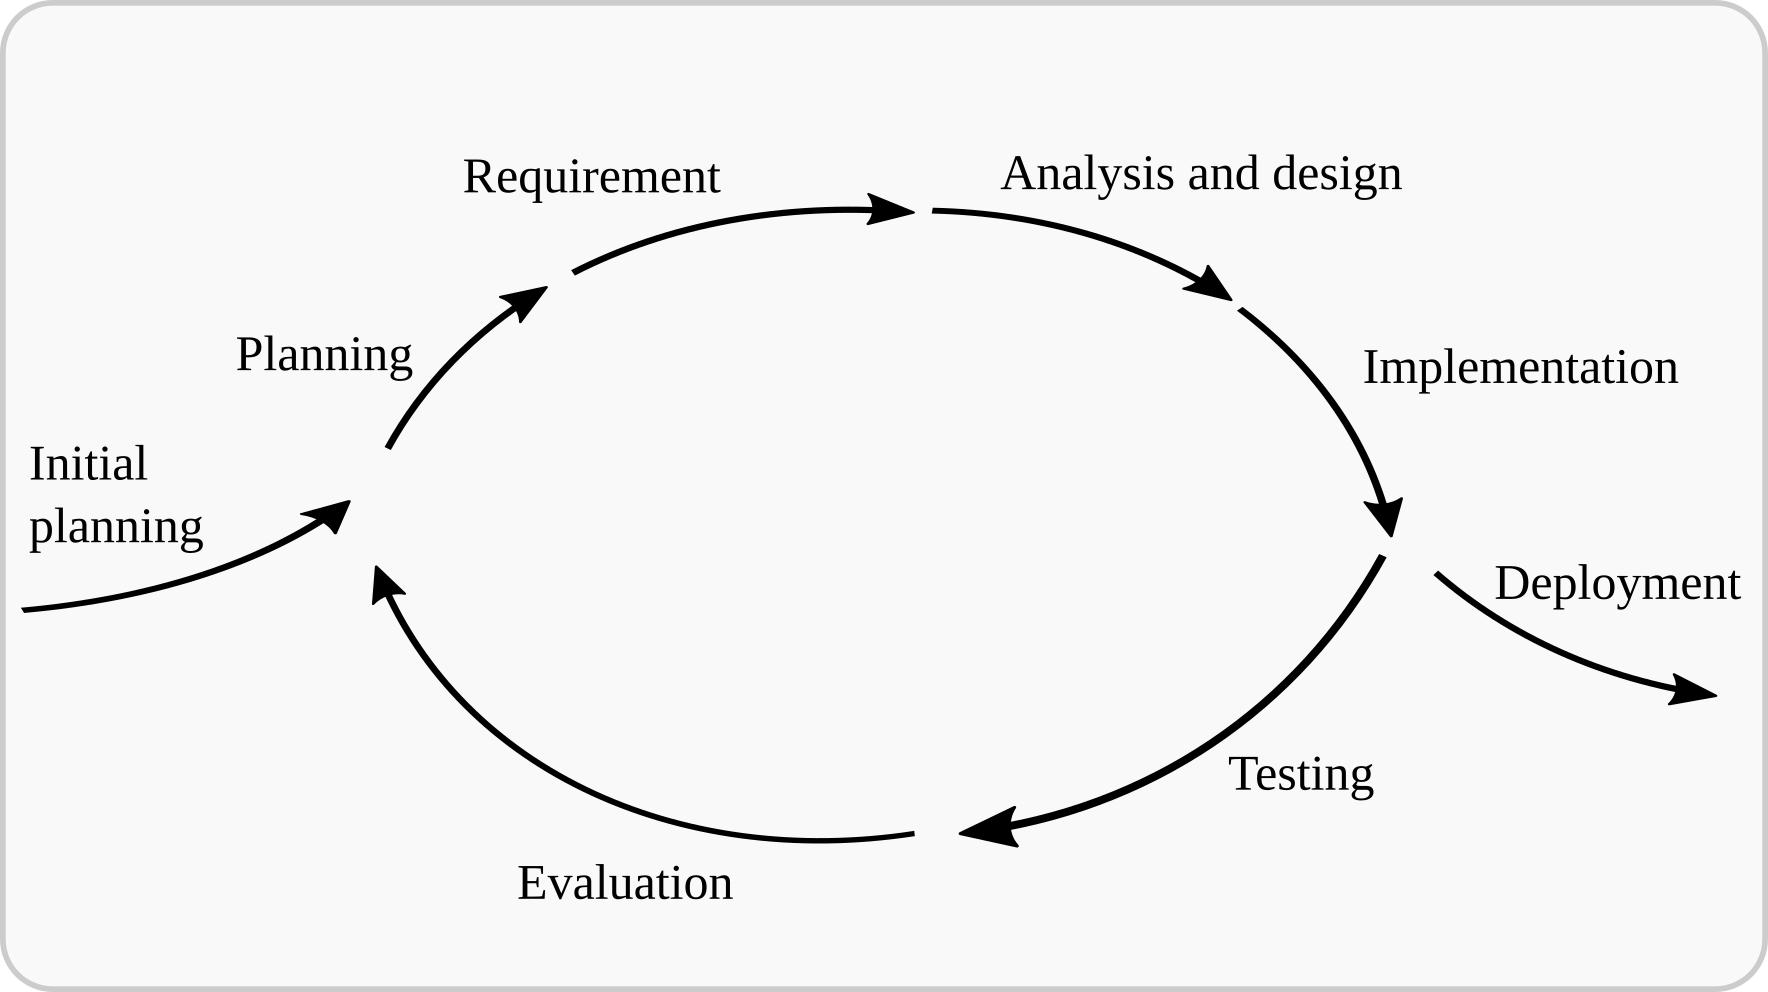 Requirement
Analysis and design
Planning
Implementation
Initial
planning
Deployment
Testing
Evaluation